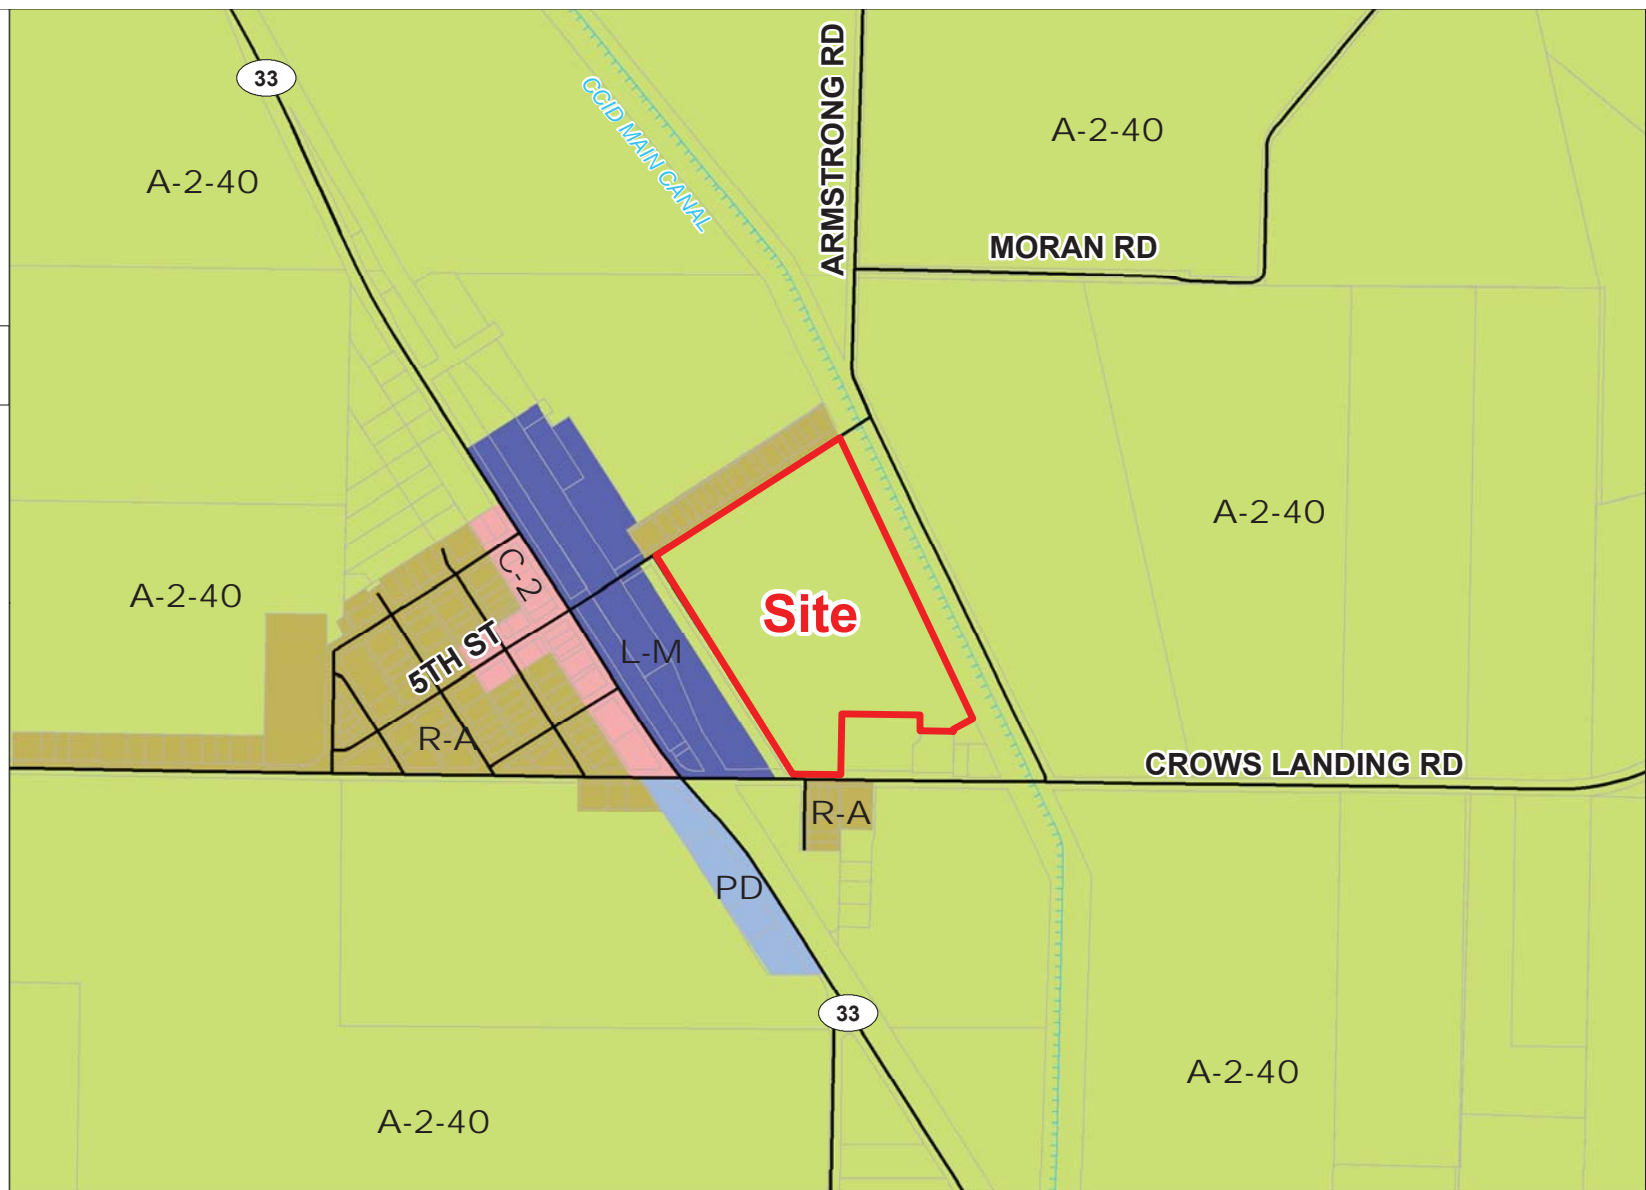 33
CCID MAIN CANAL
ARMSTRONG RD
A-2-40
A-2-40
MORAN RD
A-2-40
C-2
A-2-40
Site
5TH ST
L-M
R-A
CROWS LANDING RD
R-A
PD
33
A-2-40
A-2-40